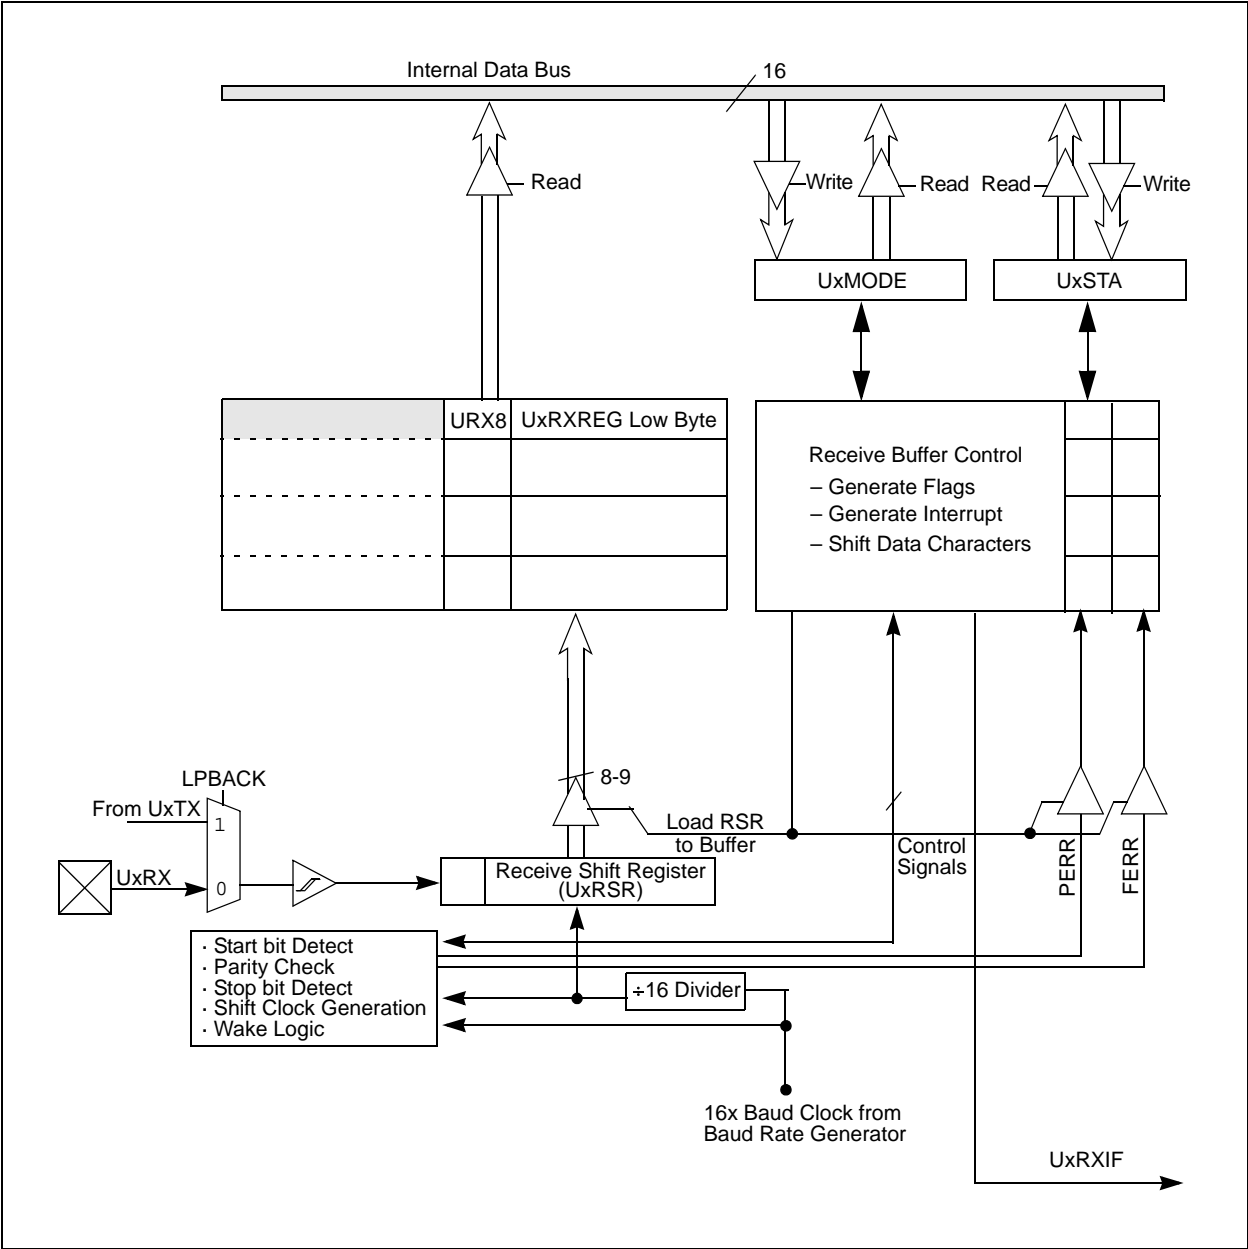 Internal Data Bus
16
Read
Write
Read
Read
Write
UxMODE
UxSTA
URX8
UxRXREG Low Byte
Receive Buffer Control
– Generate Flags
– Generate Interrupt
– Shift Data Characters
8-9
LPBACK
From UxTX
1
Load RSR
to Buffer
Control
Signals
PERR
FERR
UxRX
0
Receive Shift Register
(UxRSR)
· Start bit Detect
· Parity Check
· Stop bit Detect
· Shift Clock Generation
· Wake Logic
÷16 Divider
16x Baud Clock from
Baud Rate Generator
UxRXIF